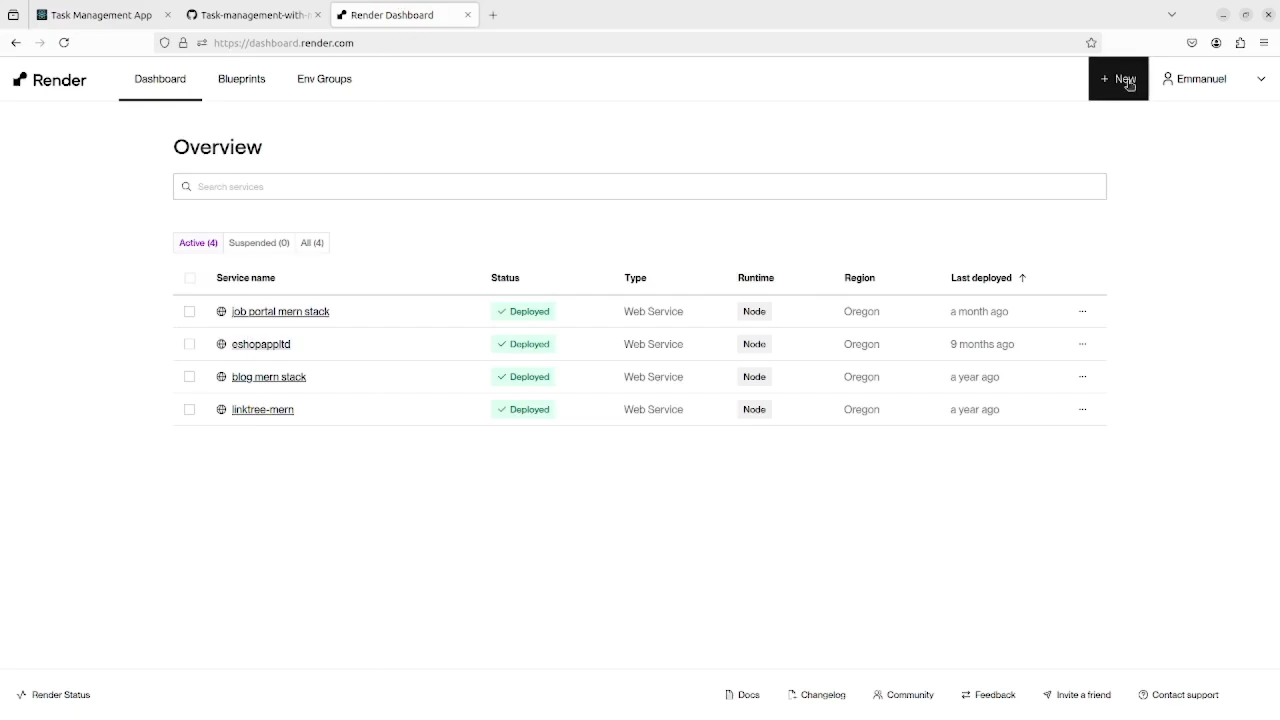 Task Management App
Task-management-with-
Render Dashboard
https://dashboard.render.com
Render
Dashboard
Blueprints
Env Groups
+ New
Emmanuel
Overview
Search services
Active (4)
Suspended (0)
All (4)
Service name Status Type Runtime Region Last deployed
job portal mern stack Deployed Web Service Node Oregon a month ago
eshopappltd Deployed Web Service Node Oregon 9 months ago
blog mern stack Deployed Web Service Node Oregon a year ago
linktree-mern Deployed Web Service Node Oregon a year ago
Render Status
Docs
Changelog
Community
Feedback
Invite a friend
Contact support